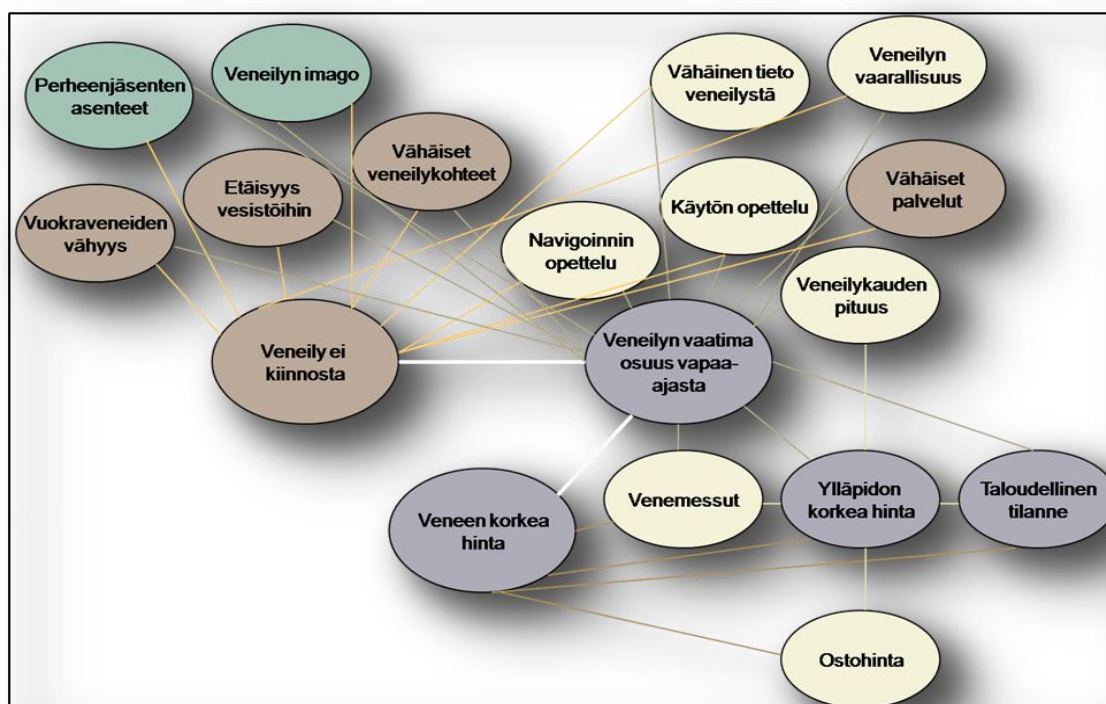 Perheenjäsenten
asenteet
Veneilyn imago
Vähäinen tieto
veneilystä
Veneilyn
vaarallisuus
Vuokraveneiden
vähyys
Etäisyys
vesistöihin
Vähäiset
veneilykohteet
Navigoinnin
opettelu
Käytön opettelu
Vähäiset
palvelut
Veneilykauden
pituus
Veneily ei
kiinnosta
Veneilyn vaatima
osuus vapaa-
ajasta
Veneen korkea
hinta
Venemessut
Ylläpidon
korkea hinta
Taloudellinen
tilanne
Ostohinta